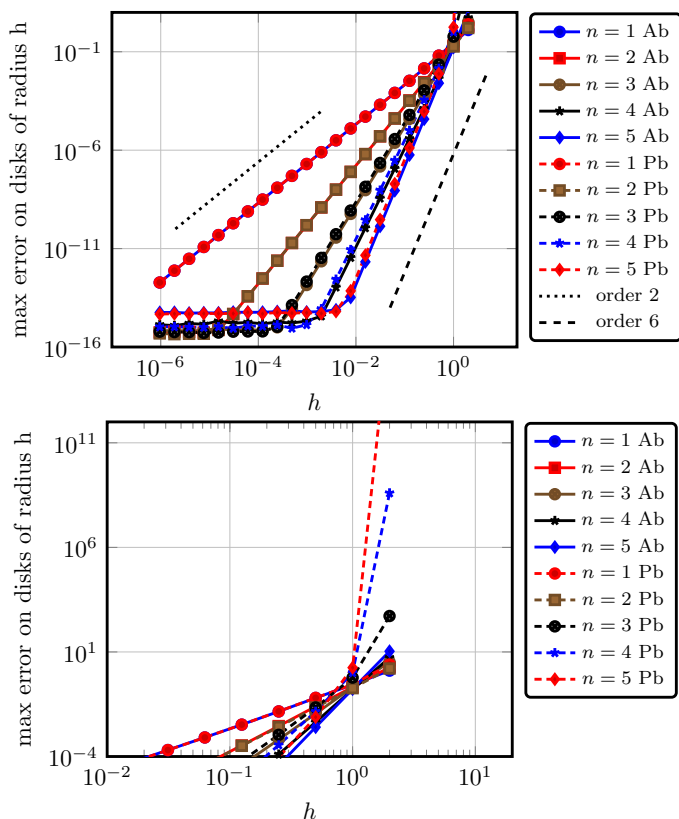 max error on disks of radius h
10^{-1}
10^{-6}
10^{-11}
10^{-16}
10^{-6}
10^{-4}
10^{-2}
10^{0}
h
n = 1 Ab
n = 2 Ab
n = 3 Ab
n = 4 Ab
n = 5 Ab
n = 1 Pb
n = 2 Pb
n = 3 Pb
n = 4 Pb
n = 5 Pb
order 2
order 6
max error on disks of radius h
10^{11}
10^{6}
10^{1}
10^{-4}
10^{-2}
10^{-1}
10^{0}
10^{1}
h
n = 1 Ab
n = 2 Ab
n = 3 Ab
n = 4 Ab
n = 5 Ab
n = 1 Pb
n = 2 Pb
n = 3 Pb
n = 4 Pb
n = 5 Pb